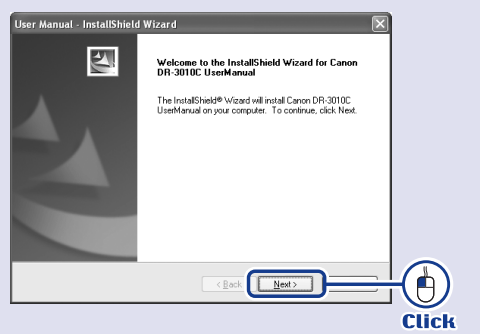 User Manual - InstallShield Wizard
Welcome to the InstallShield Wizard for Canon
DR-3010C UserManual
The InstallShield® Wizard will install Canon DR-3010C
UserManual on your computer. To continue, click Next.
< Back
Next >
Click